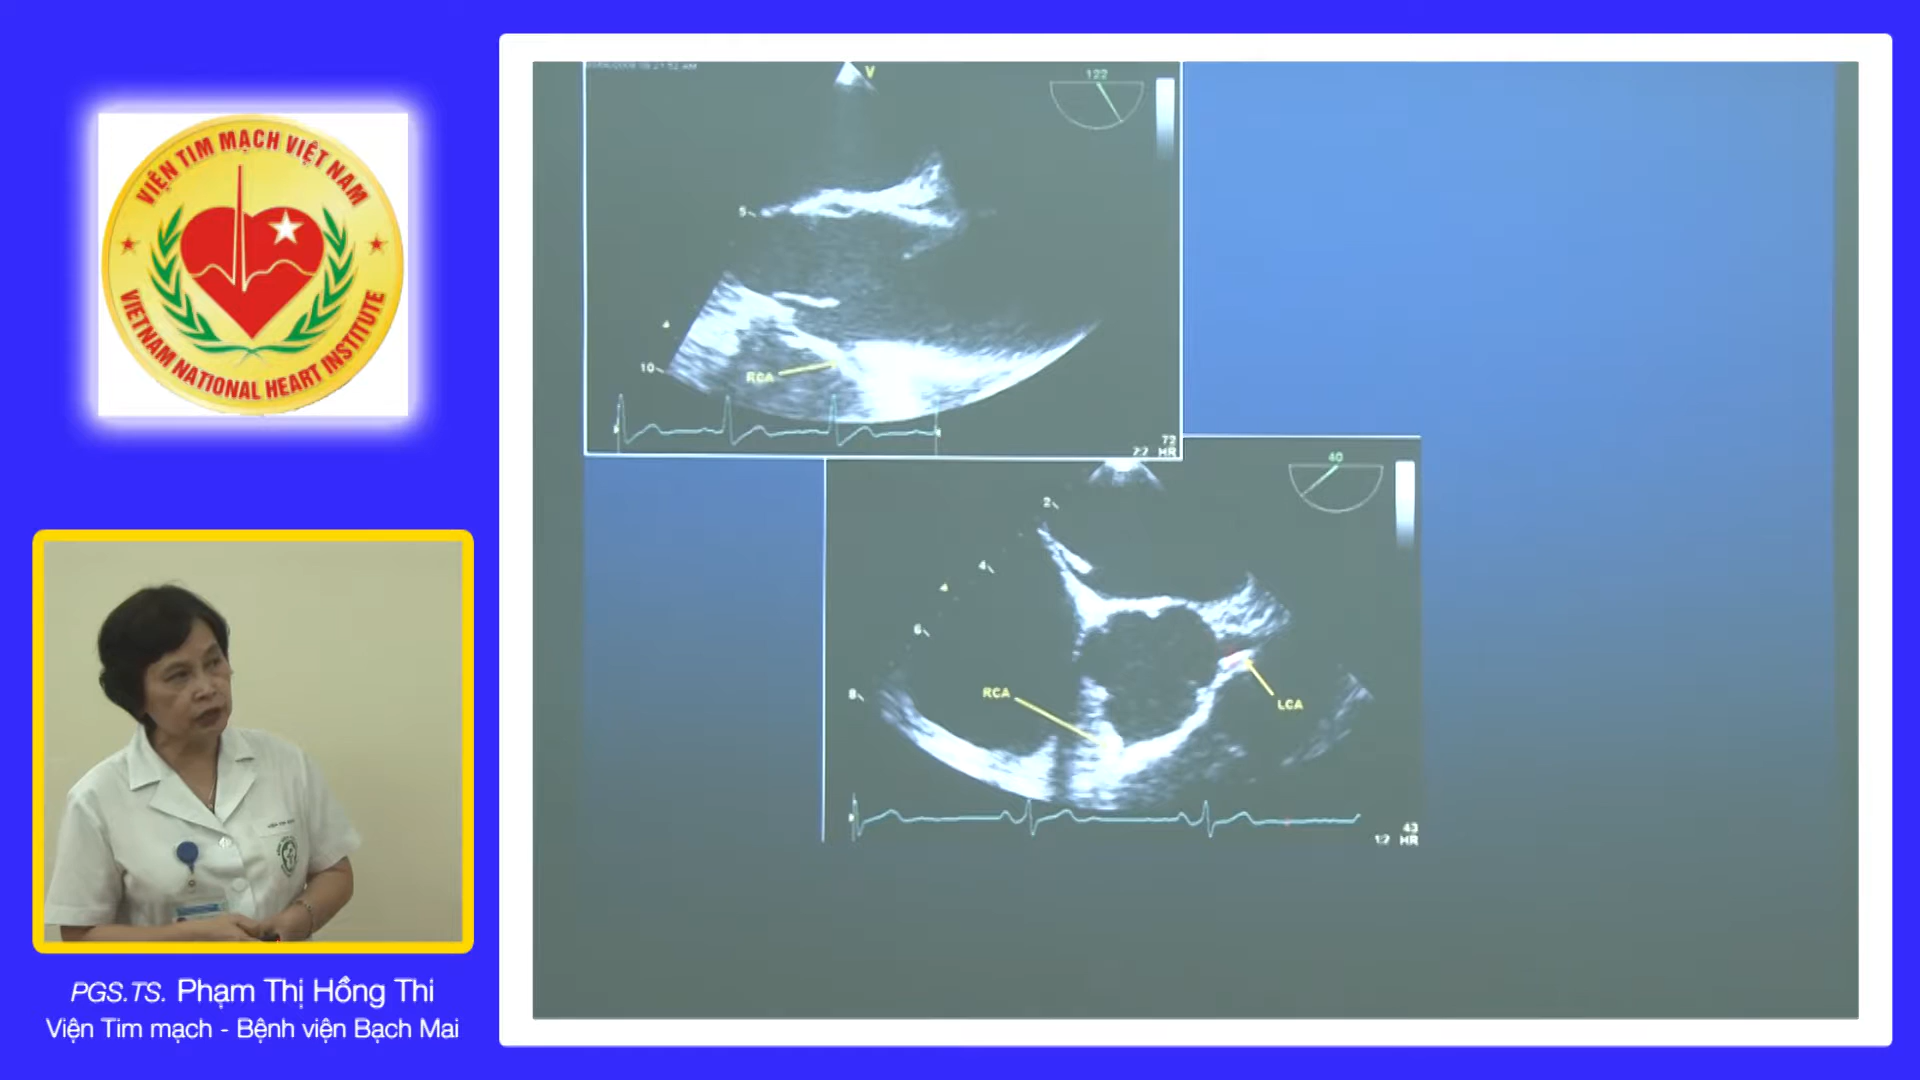 VIỆN TIM MẠCH VIỆT NAM
VIETNAM NATIONAL HEART INSTITUTE
PGS.TS. Phạm Thị Hồng Thi
Viện Tim mạch - Bệnh viện Bạch Mai
V
122
5
10
RCA
72
HR
40
2
4
6
8
RCA
LCA
43
HR